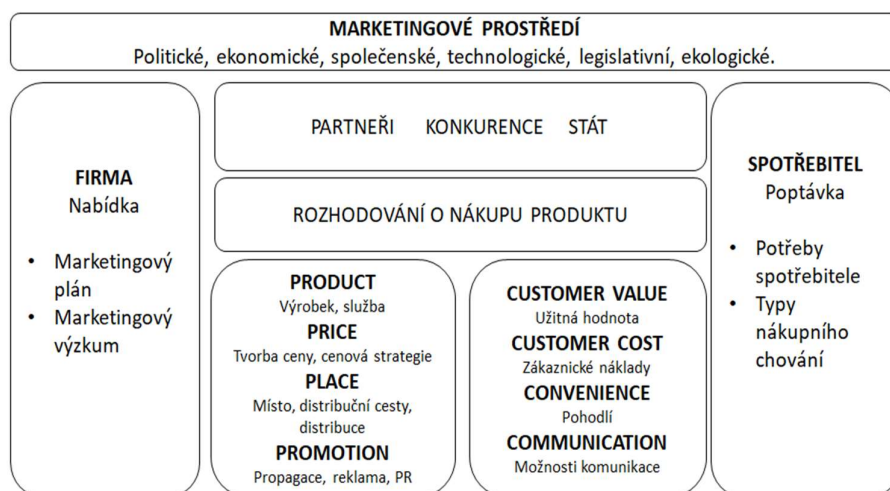 MARKETINGOVÉ PROSTŘEDÍ
Politické, ekonomické, společenské, technologické, legislativní, ekologické.
FIRMA
Nabídka
• Marketingový
plán
• Marketingový
výzkum
PARTNEŘI KONKURENCE STÁT
ROZHODOVÁNÍ O NÁKUPU PRODUKTU
PRODUCT
Výrobek, služba
PRICE
Tvorba ceny, cenová strategie
PLACE
Místo, distribuční cesty,
distribuce
PROMOTION
Propagace, reklama, PR
CUSTOMER VALUE
Užitná hodnota
CUSTOMER COST
Zákaznické náklady
CONVENIENCE
Pohodlí
COMMUNICATION
Možnosti komunikace
SPOTŘEBITEL
Poptávka
• Potřeby
spotřebitele
• Typy
nákupního
chování